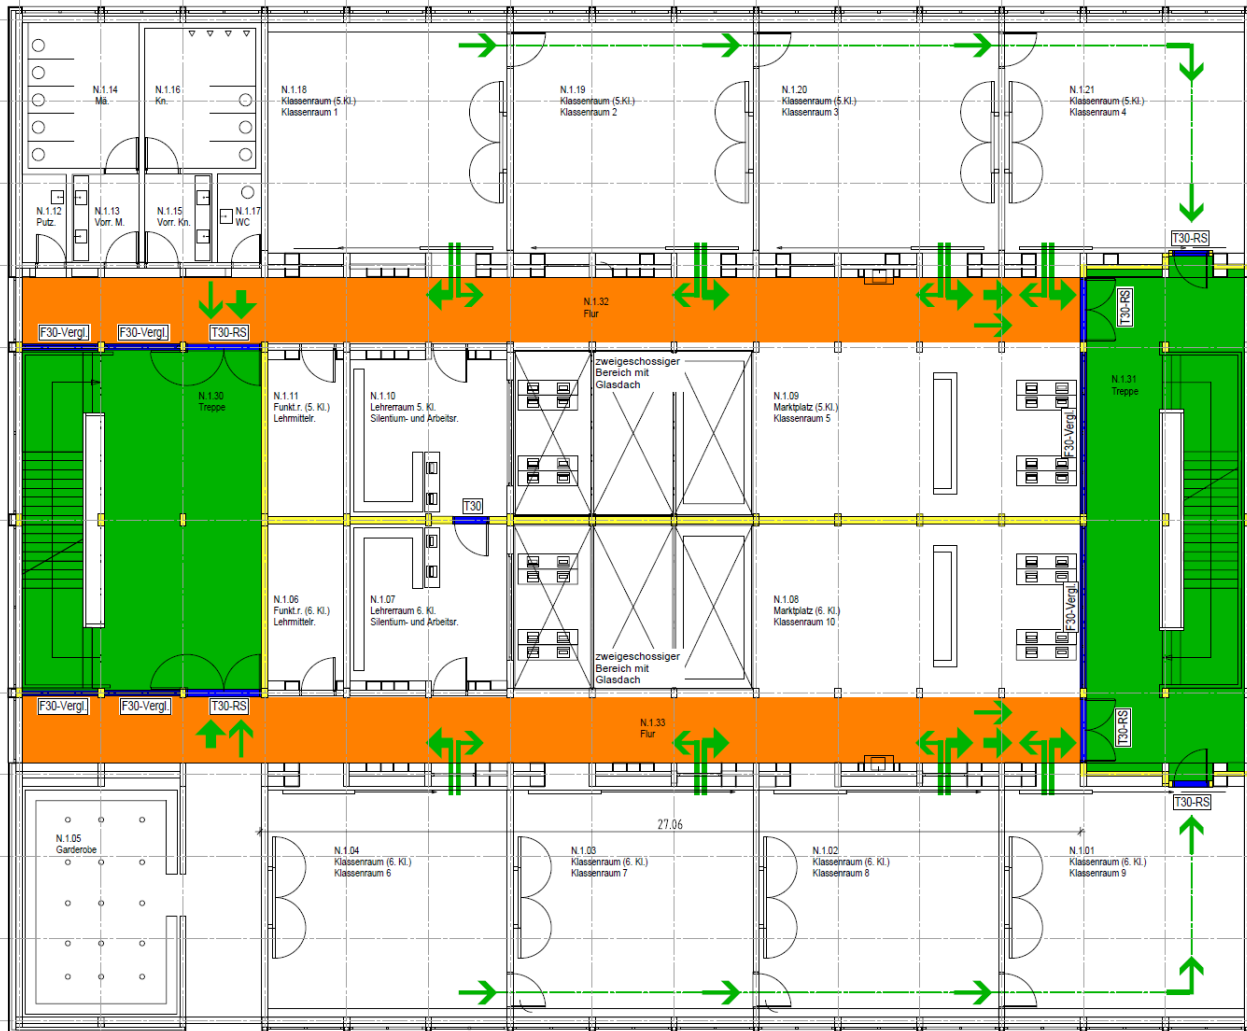 N.1.14
Mä.
N.1.16
Kn.
N.1.18
Klassenraum (5.Kl.)
Klassenraum 1
N.1.19
Klassenraum (5.Kl.)
Klassenraum 2
N.1.20
Klassenraum (5.Kl.)
Klassenraum 3
N.1.21
Klassenraum (5.Kl.)
Klassenraum 4
N.1.12
Putz.
N.1.13
Vorr. M.
N.1.15
Vorr. Kn.
N.1.17
WC
T30-RS
N.1.32
Flur
T30-RS
F30-Vergl.
F30-Vergl.
T30-RS
N.1.30
Treppe
N.1.11
Funkt.r. (5. Kl.)
Lehrmittelr.
N.1.10
Lehrerraum 5. Kl.
Silentium- und Arbeitsr.
zweigeschossiger
Bereich mit
Glasdach
N.1.09
Marktplatz (5.Kl.)
Klassenraum 5
F30-Vergl.
N.1.31
Treppe
T30
N.1.06
Funkt.r. (6. Kl.)
Lehrmittelr.
N.1.07
Lehrerraum 6. Kl.
Silentium- und Arbeitsr.
zweigeschossiger
Bereich mit
Glasdach
N.1.08
Marktplatz (6. Kl.)
Klassenraum 10
F30-Vergl.
F30-Vergl.
F30-Vergl.
T30-RS
N.1.33
Flur
T30-RS
T30-RS
27.06
N.1.05
Garderobe
N.1.04
Klassenraum (6. Kl.)
Klassenraum 6
N.1.03
Klassenraum (6. Kl.)
Klassenraum 7
N.1.02
Klassenraum (6. Kl.)
Klassenraum 8
N.1.01
Klassenraum (6. Kl.)
Klassenraum 9